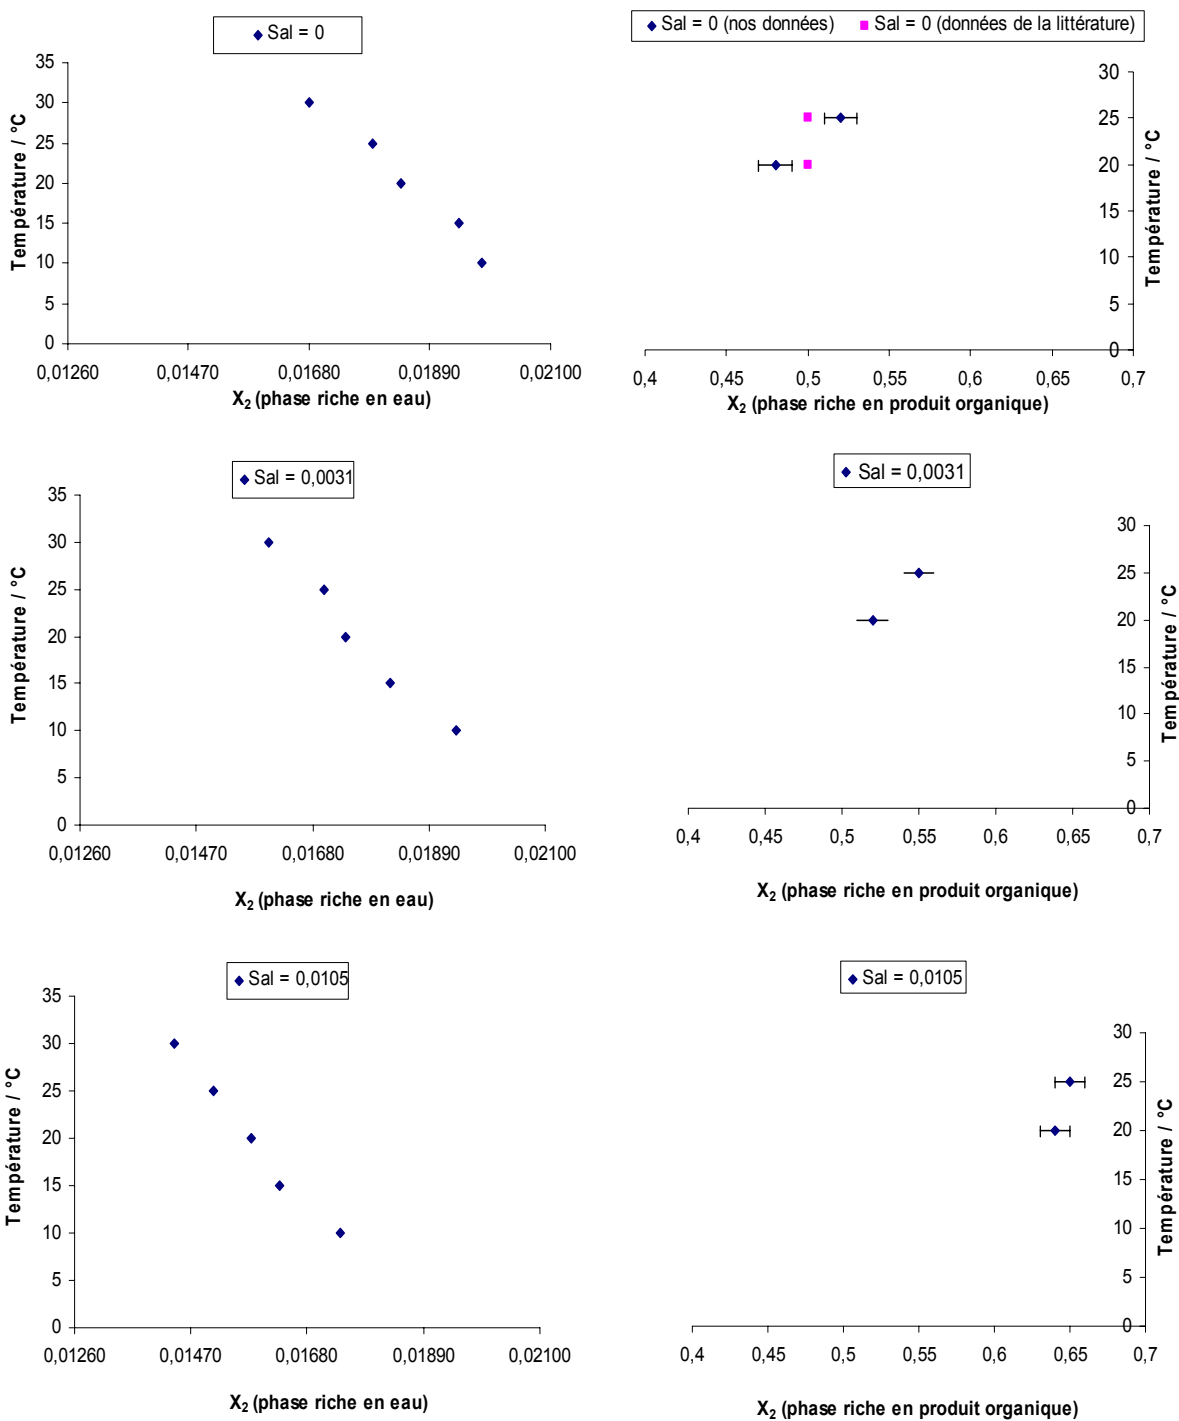 Sal = 0
35
30
25
20
15
10
5
0
Température / °C
0,01260 0,01470 0,01680 0,01890 0,02100
X2 (phase riche en eau)
Sal = 0 (nos données) Sal = 0 (données de la littérature)
30
25
20
15
10
5
0
Température / °C
0,4 0,45 0,5 0,55 0,6 0,65 0,7
X2 (phase riche en produit organique)
Sal = 0,0031
35
30
25
20
15
10
5
0
Température / °C
0,01260 0,01470 0,01680 0,01890 0,02100
X2 (phase riche en eau)
Sal = 0,0031
30
25
20
15
10
5
0
Température / °C
0,4 0,45 0,5 0,55 0,6 0,65 0,7
X2 (phase riche en produit organique)
Sal = 0,0105
35
30
25
20
15
10
5
0
Température / °C
0,01260 0,01470 0,01680 0,01890 0,02100
X2 (phase riche en eau)
Sal = 0,0105
30
25
20
15
10
5
0
Température / °C
0,4 0,45 0,5 0,55 0,6 0,65 0,7
X2 (phase riche en produit organique)